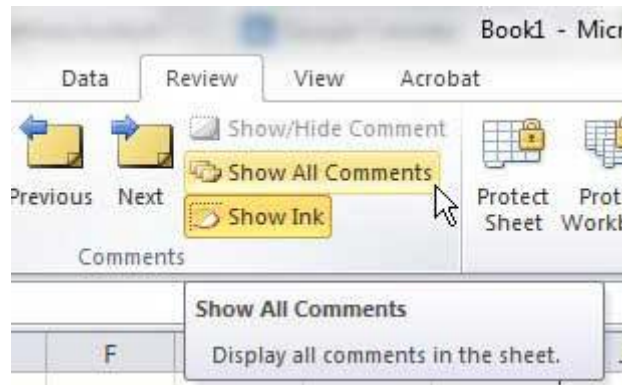 Book1 - Micr
Data Review View Acrobat
Show/Hide Comment
Show All Comments
Show Ink
Previous Next
Protect Sheet
Prot Workb
Comments
Show All Comments
Display all comments in the sheet.
F